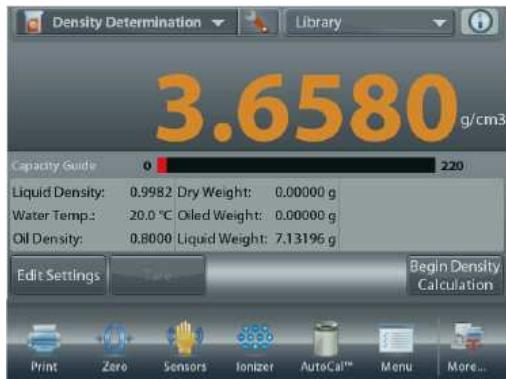 Density Determination Library
3.6580 g/cm3
Capacity Guide 0 220
Liquid Density: 0.9982 Dry Weight: 0.00000 g
Water Temp.: 20.0 °C Oiled Weight: 0.00000 g
Oil Density: 0.8000 Liquid Weight: 7.13196 g
Edit Settings Tare Begin Density
Calculation
Print Zero Sensors Ionizer AutoCal™ Menu More...